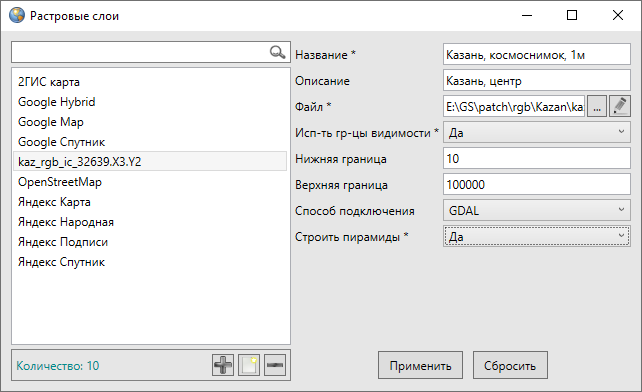 Растровые слои
2ГИС карта
Google Hybrid
Google Map
Google Спутник
kaz_rgb_ic_32639.X3.Y2
OpenStreetMap
Яндекс Карта
Яндекс Народная
Яндекс Подписи
Яндекс Спутник
Количество: 10
Название * Казань, космоснимок, 1м
Описание Казань, центр
Файл * E:\GS\patch\rgb\Kazan\ka ...
Исп-ть гр-цы видимости * Да
Нижняя граница 10
Верхняя граница 100000
Способ подключения GDAL
Строить пирамиды * Да
Применить Сбросить